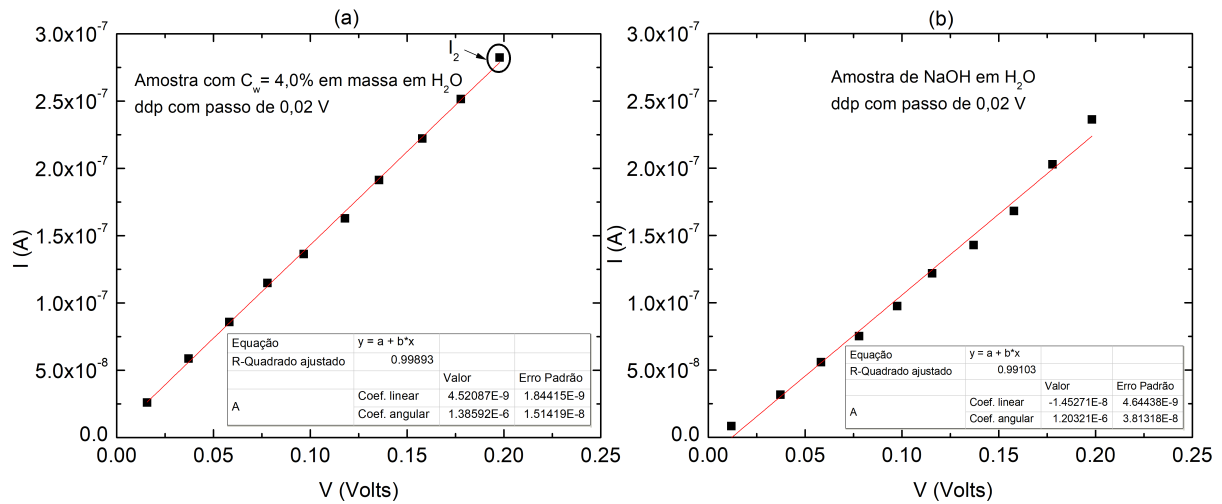 (a)
3.0x10⁻⁷
2.5x10⁻⁷
2.0x10⁻⁷
1.5x10⁻⁷
1.0x10⁻⁷
5.0x10⁻⁸
0.0
I (A)
I₂
Amostra com C_w= 4,0% em massa em H₂O
ddp com passo de 0,02 V
Equação y = a + b*x
R-Quadrado ajustado 0.99893
Valor Erro Padrão
A Coef. linear 4.52087E-9 1.84415E-9
Coef. angular 1.38592E-6 1.51419E-8
0.00 0.05 0.10 0.15 0.20 0.25
V (Volts)
(b)
3.0x10⁻⁷
2.5x10⁻⁷
2.0x10⁻⁷
1.5x10⁻⁷
1.0x10⁻⁷
5.0x10⁻⁸
0.0
I (A)
Amostra de NaOH em H₂O
ddp com passo de 0,02 V
Equação y = a + b*x
R-Quadrado ajustado 0.99103
Valor Erro Padrão
A Coef. linear -1.45271E-8 4.64438E-9
Coef. angular 1.20321E-6 3.81318E-8
0.00 0.05 0.10 0.15 0.20 0.25
V (Volts)